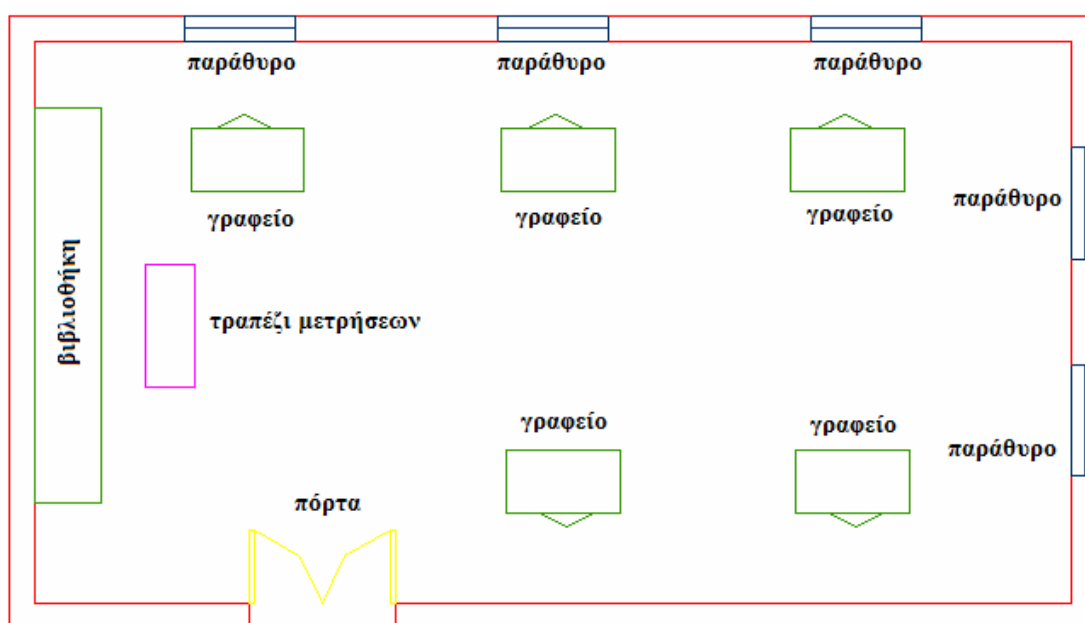 παράθυρο παράθυρο παράθυρο
παράθυρο
γραφείο γραφείο γραφείο
βιβλιοθήκη
τραπέζι μετρήσεων
γραφείο γραφείο
παράθυρο
πόρτα